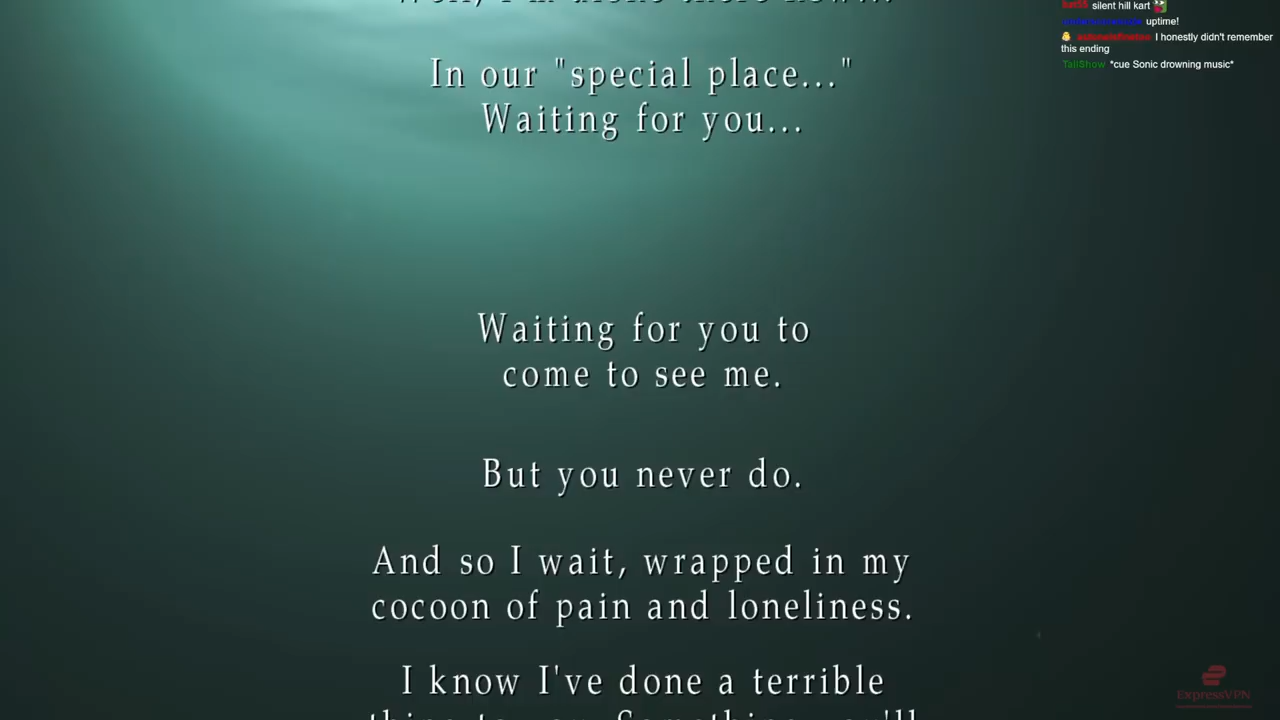 In our "special place..."
Waiting for you...
Waiting for you to
come to see me.
But you never do.
And so I wait, wrapped in my
cocoon of pain and loneliness.
I know I've done a terrible
silent hill kart
uptime!
I honestly didn't remember
this ending
TallShow *cue Sonic drowning music*
ExpressVPN